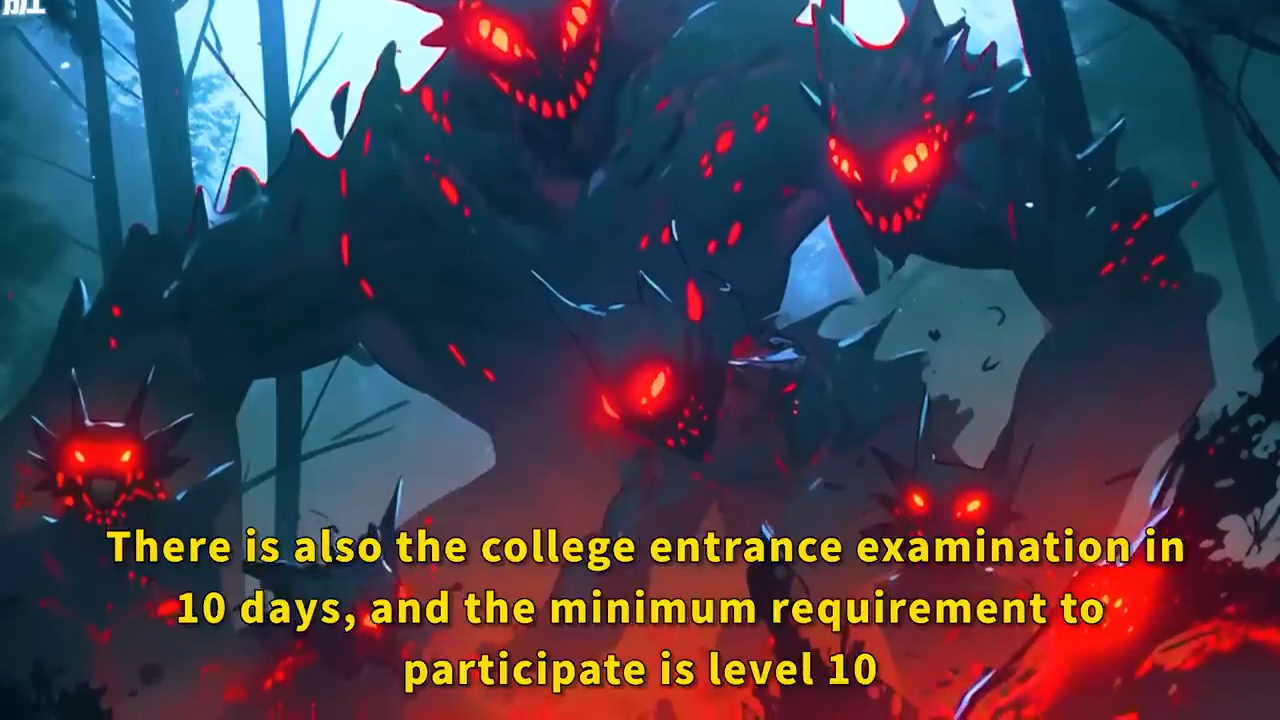 There is also the college entrance examination in
10 days, and the minimum requirement to
participate is level 10